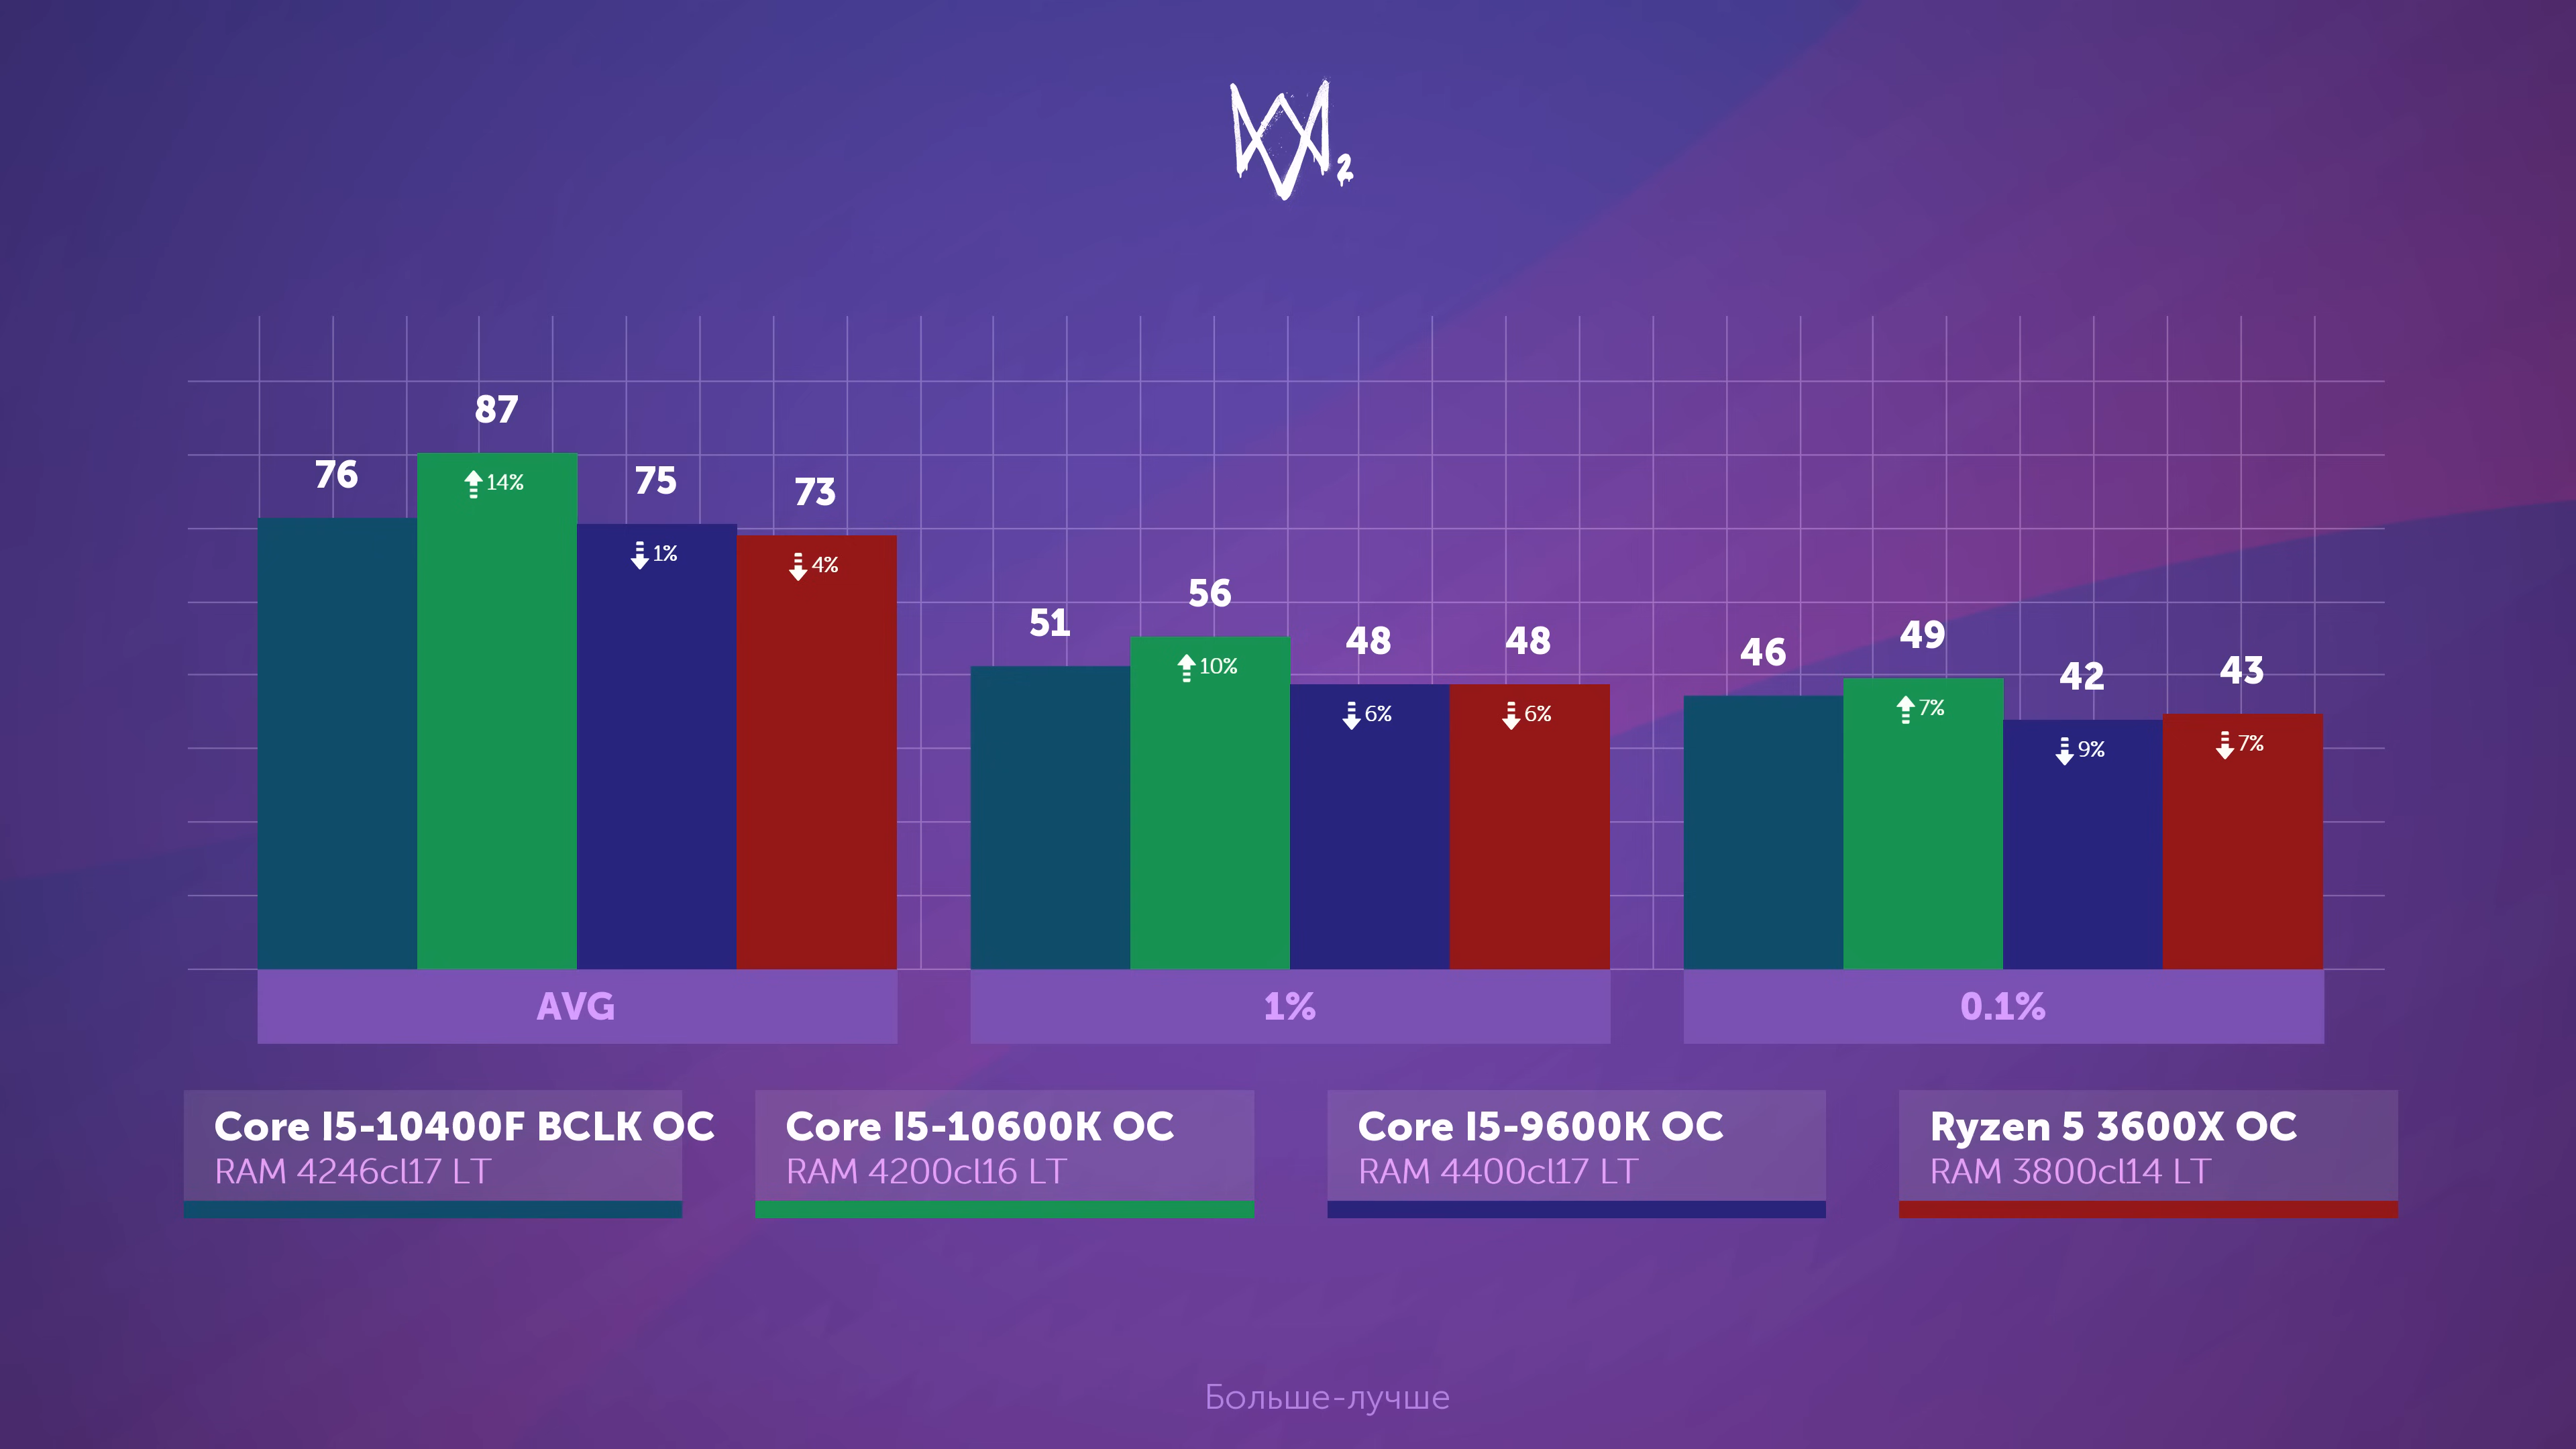 2
76
87
14%
75
1%
73
4%
51
56
10%
48
6%
48
6%
46
49
7%
42
9%
43
7%
AVG
1%
0.1%
Core I5-10400F BCLK OC
RAM 4246cl17 LT
Core I5-10600K OC
RAM 4200cl16 LT
Core I5-9600K OC
RAM 4400cl17 LT
Ryzen 5 3600X OC
RAM 3800cl14 LT
Больше-лучше